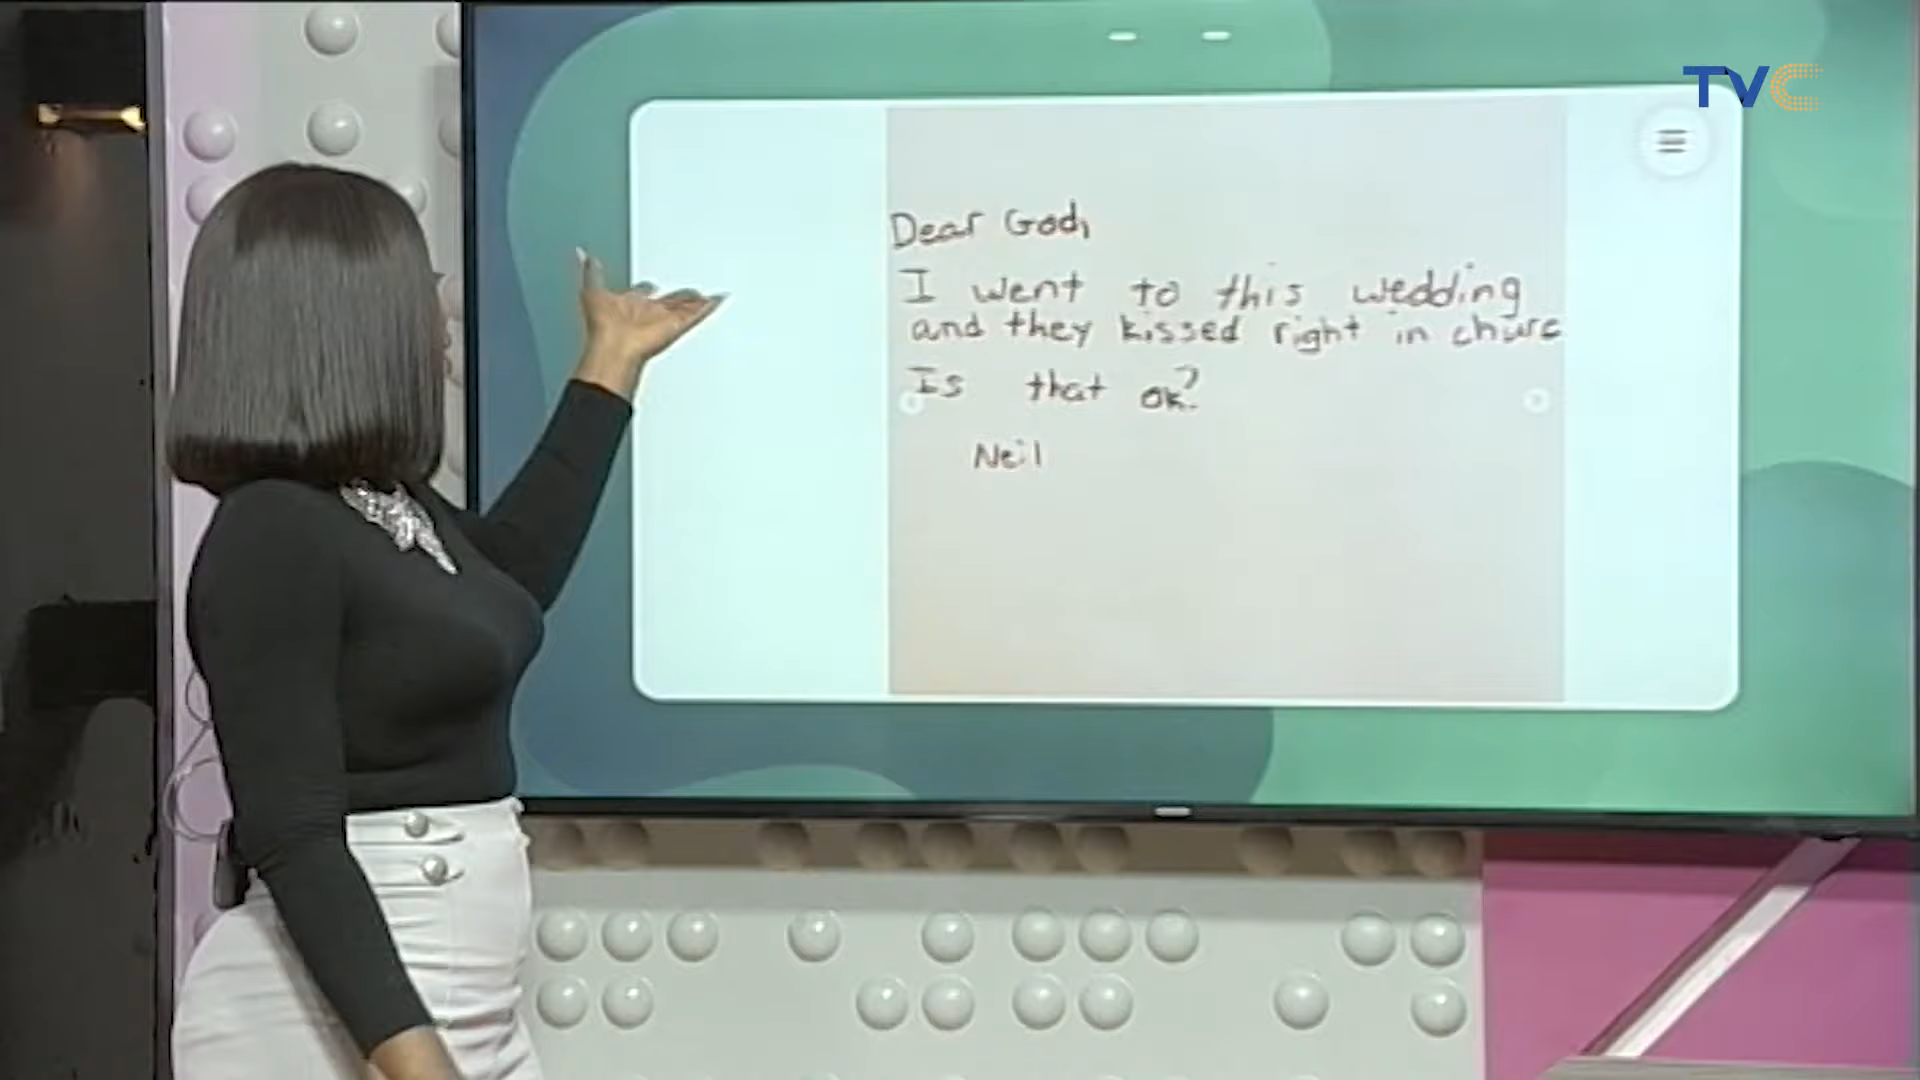 TVC
Dear God,
I went to this wedding
and they kissed right in churc
Is that ok?
Neil